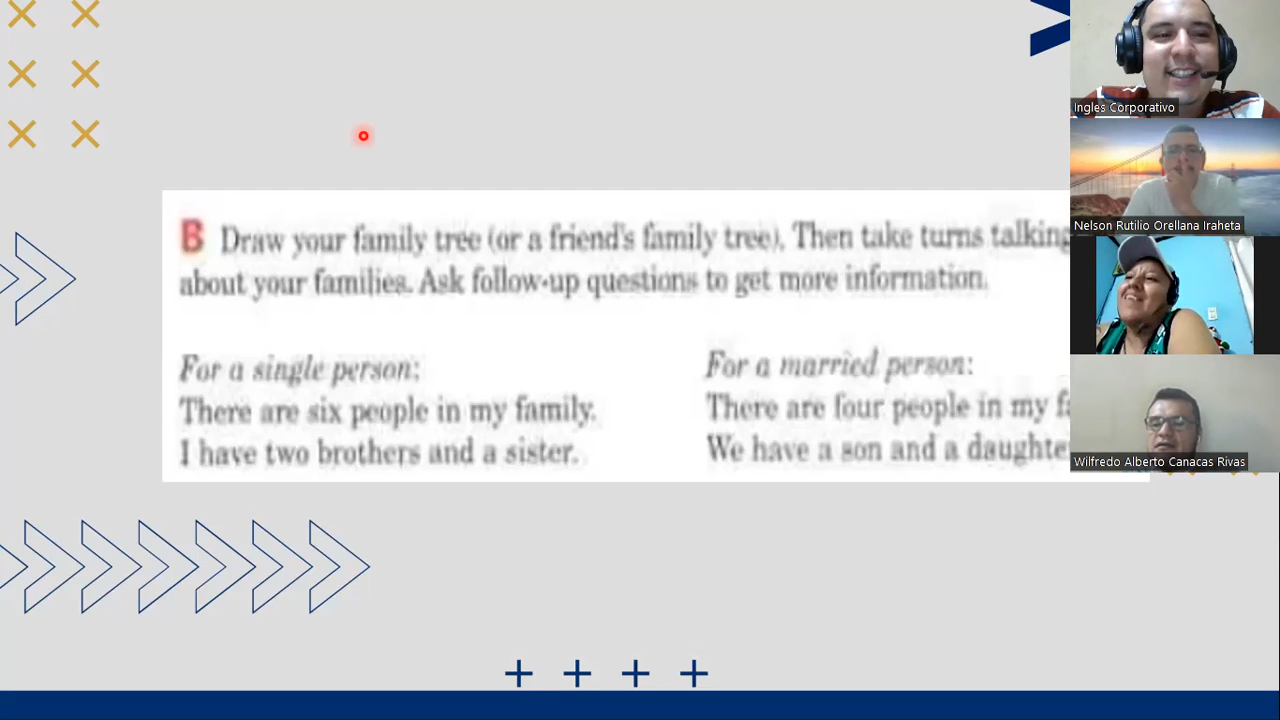 B Draw your family tree (or a friend's family tree). Then take turns talking
about your families. Ask follow-up questions to get more information.
For a single person:
There are six people in my family.
I have two brothers and a sister.
For a married person:
There are four people in my
We have a son and a
Ingles Corporativo
Nelson Rutilio Orellana Iraheta
Wilfredo Alberto Canacas Rivas